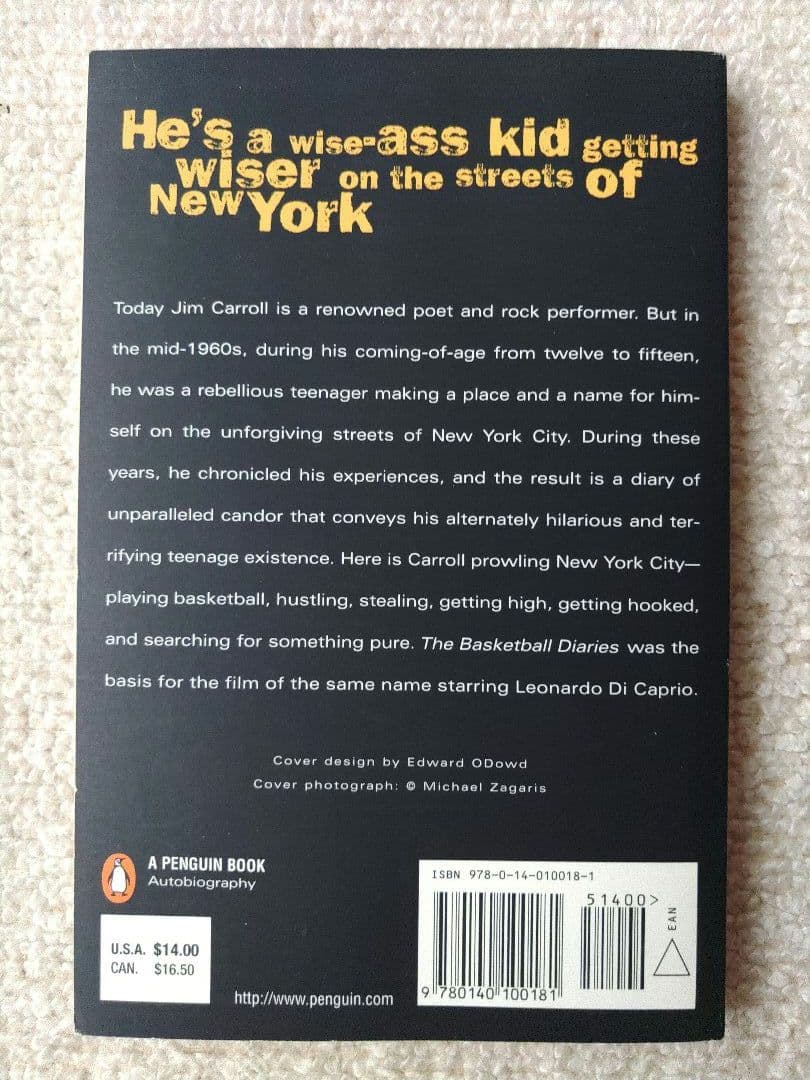 He's a wise-ass kid getting
wiser on the streets of
New York
Today Jim Carroll is a renowned poet and rock performer. But in
the mid-1960s, during his coming-of-age from twelve to fifteen,
he was a rebellious teenager making a place and a name for him-
self on the unforgiving streets of New York City. During these
years, he chronicled his experiences, and the result is a diary of
unparalleled candor that conveys his alternately hilarious and ter-
rifying teenage existence. Here is Carroll prowling New York City—
playing basketball, hustling, stealing, getting high, getting hooked,
and searching for something pure. The Basketball Diaries was the
basis for the film of the same name starring Leonardo Di Caprio.
Cover design by Edward ODowd
Cover photograph: © Michael Zagaris
A PENGUIN BOOK
Autobiography
U.S.A. $14.00
CAN. $16.50
http://www.penguin.com
ISBN 978-0-14-010018-1
51400>
EAN
9 780140 100181